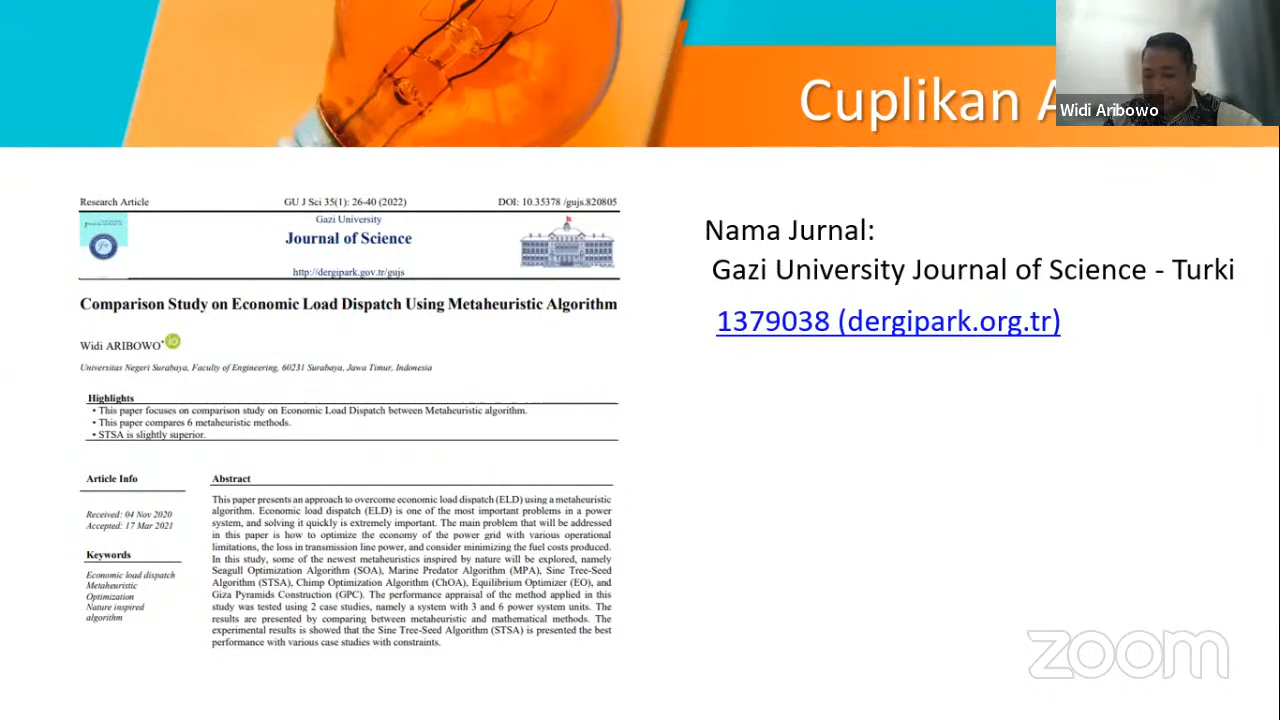 Cuplikan A
Widi Aribowo
Research Article GU J Sci 35(1): 26-40 (2022) DOI: 10.35378 /gujs.820805
Gazi University
Journal of Science
http://dergipark.gov.tr/gujs
Comparison Study on Economic Load Dispatch Using Metaheuristic Algorithm
Widi ARIBOWO* iD
Universitas Negeri Surabaya, Faculty of Engineering, 60231 Surabaya, Jawa Timur, Indonesia
Highlights
• This paper focuses on comparison study on Economic Load Dispatch between Metaheuristic algorithm.
• This paper compares 6 metaheuristic methods.
• STSA is slightly superior.
Article Info
Received: 04 Nov 2020
Accepted: 17 Mar 2021
Keywords
Economic load dispatch
Metaheuristic
Optimization
Nature inspired
algorithm
Abstract
This paper presents an approach to overcome economic load dispatch (ELD) using a metaheuristic
algorithm. Economic load dispatch (ELD) is one of the most important problems in a power
system, and solving it quickly is extremely important. The main problem that will be addressed
in this paper is how to optimize the economy of the power grid with various operational
limitations, the loss in transmission line power, and consider minimizing the fuel costs produced.
In this study, some of the newest metaheuristics inspired by nature will be explored, namely
Seagull Optimization Algorithm (SOA), Marine Predator Algorithm (MPA), Sine Tree-Seed
Algorithm (STSA), Chimp Optimization Algorithm (ChOA), Equilibrium Optimizer (EO), and
Giza Pyramids Construction (GPC). The performance appraisal of the method applied in this
study was tested using 2 case studies, namely a system with 3 and 6 power system units. The
results are presented by comparing between metaheuristic and mathematical methods. The
experimental results is showed that the Sine Tree-Seed Algorithm (STSA) is presented the best
performance with various case studies with constraints.
Nama Jurnal:
Gazi University Journal of Science - Turki
1379038 (dergipark.org.tr)
zoom